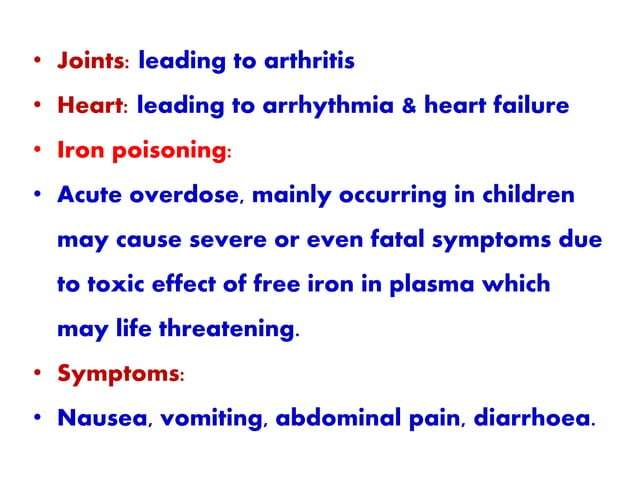 • Joints: leading to arthritis
• Heart: leading to arrhythmia & heart failure
• Iron poisoning:
• Acute overdose, mainly occurring in children
may cause severe or even fatal symptoms due
to toxic effect of free iron in plasma which
may life threatening.
• Symptoms:
• Nausea, vomiting, abdominal pain, diarrhoea.